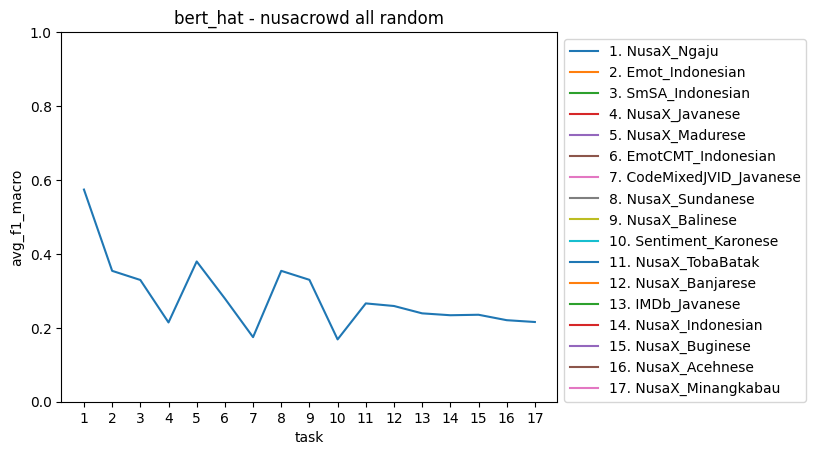 bert_hat - nusacrowd all random
avg_f1_macro
1.0
0.8
0.6
0.4
0.2
0.0
1 2 3 4 5 6 7 8 9 10 11 12 13 14 15 16 17
task
1. NusaX_Ngaju
2. Emot_Indonesian
3. SmSA_Indonesian
4. NusaX_Javanese
5. NusaX_Madurese
6. EmotCMT_Indonesian
7. CodeMixedJVID_Javanese
8. NusaX_Sundanese
9. NusaX_Balinese
10. Sentiment_Karonese
11. NusaX_TobaBatak
12. NusaX_Banjarese
13. IMDb_Javanese
14. NusaX_Indonesian
15. NusaX_Buginese
16. NusaX_Acehnese
17. NusaX_Minangkabau